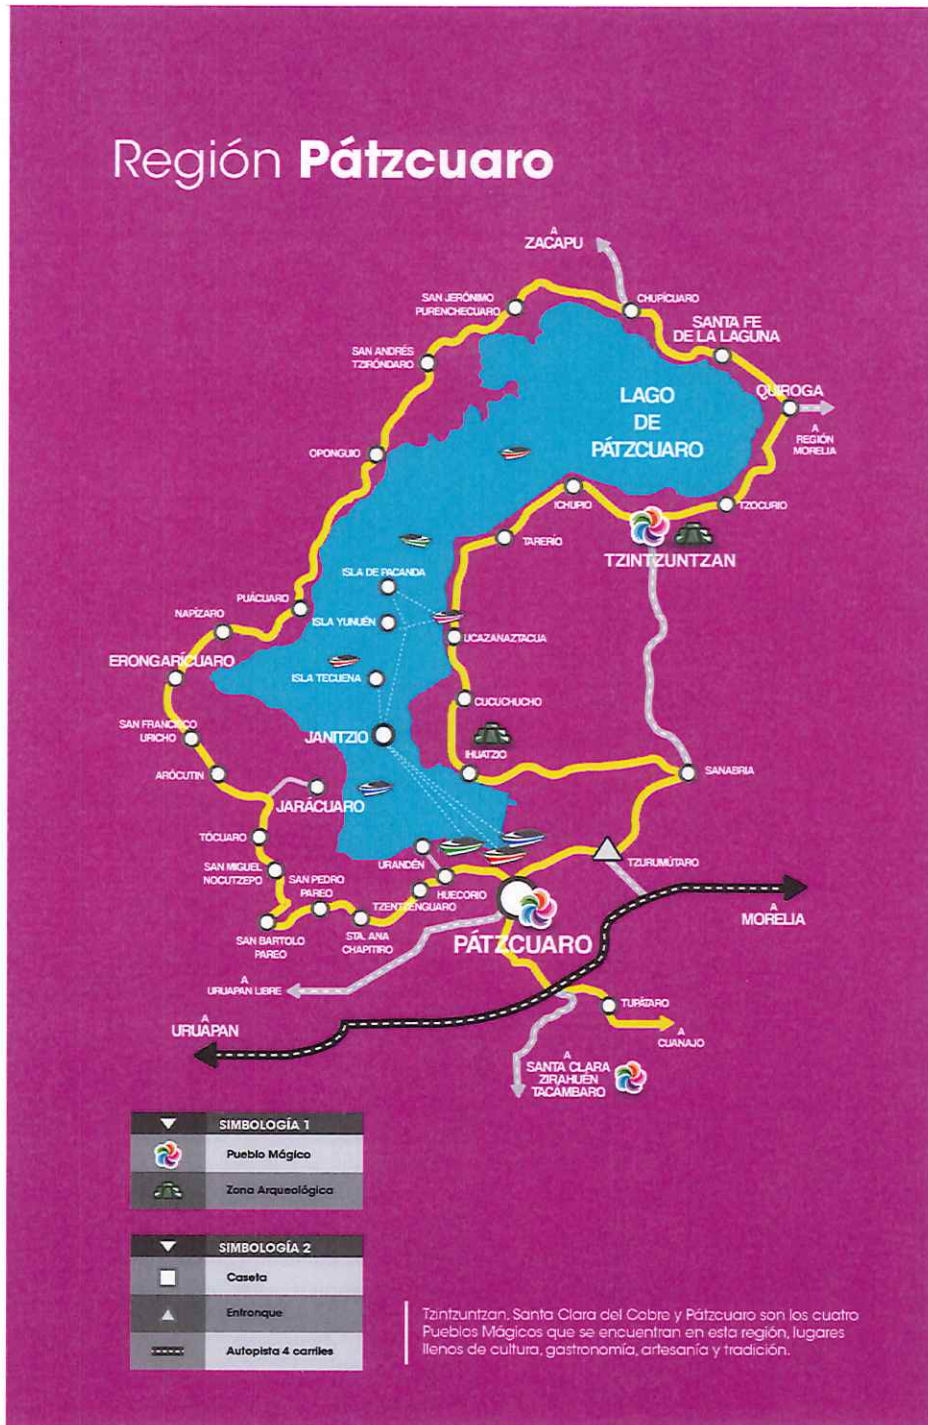 Región Pátzcuaro
A
ZACAPU
SAN JERÓNIMO
PURENCHECUARO
CHUPÍCUARO
SANTA FE
DE LA LAGUNA
SAN ANDRÉS
TZIRÓNDARO
QUIROGA
LAGO
DE
PÁTZCUARO
A
REGIÓN
MORELIA
OPONGUIO
ICHUPIO
TZOCURIO
TARERÍO
TZINTZUNTZAN
ISLA DE PACANDA
PUÁCUARO
NAPÍZARO
ISLA YUNUÉN
UCAZANAZTACUA
ERONGARÍCUARO
ISLA TECUENA
CUCUCHUCHO
SAN FRANCISCO
URICHO
JANITZIO
IHUATZIO
ARÓCUTIN
SANABRIA
JARÁCUARO
TÓCUARO
URANDÉN
TZURUMÚTARO
SAN MIGUEL
NOCUTZEPO
SAN PEDRO
PAREO
HUECORIO
TZENTZENGUARO
A
MORELIA
SAN BARTOLO
PAREO
STA. ANA
CHAPITIRO
PÁTZCUARO
A
URUAPAN LIBRE
TUPÁTARO
A
URUAPAN
A
CUANAJO
A
SANTA CLARA
ZIRAHUÉN
TACÁMBARO
SIMBOLOGÍA 1
Pueblo Mágico
Zona Arqueológica
SIMBOLOGÍA 2
Caseta
Entronque
Autopista 4 carriles
Tzintzuntzan, Santa Clara del Cobre y Pátzcuaro son los cuatro
Pueblos Mágicos que se encuentran en esta región, lugares
llenos de cultura, gastronomía, artesanía y tradición.